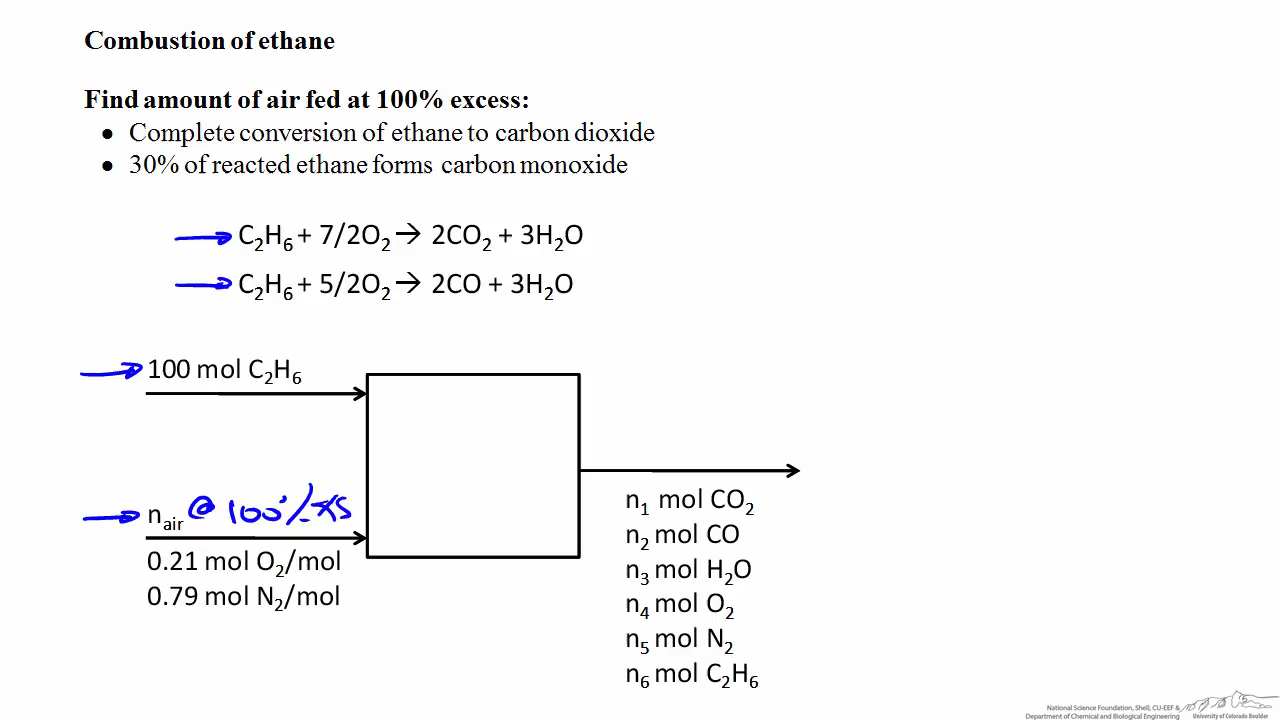 Combustion of ethane
Find amount of air fed at 100% excess:
• Complete conversion of ethane to carbon dioxide
• 30% of reacted ethane forms carbon monoxide
C₂H₆ + 7/2O₂ → 2CO₂ + 3H₂O
C₂H₆ + 5/2O₂ → 2CO + 3H₂O
100 mol C₂H₆
n_air @ 100% XS
0.21 mol O₂/mol
0.79 mol N₂/mol
n₁ mol CO₂
n₂ mol CO
n₃ mol H₂O
n₄ mol O₂
n₅ mol N₂
n₆ mol C₂H₆
National Science Foundation, Shell, CU-EEF &
Department of Chemical and Biological Engineering
University of Colorado Boulder